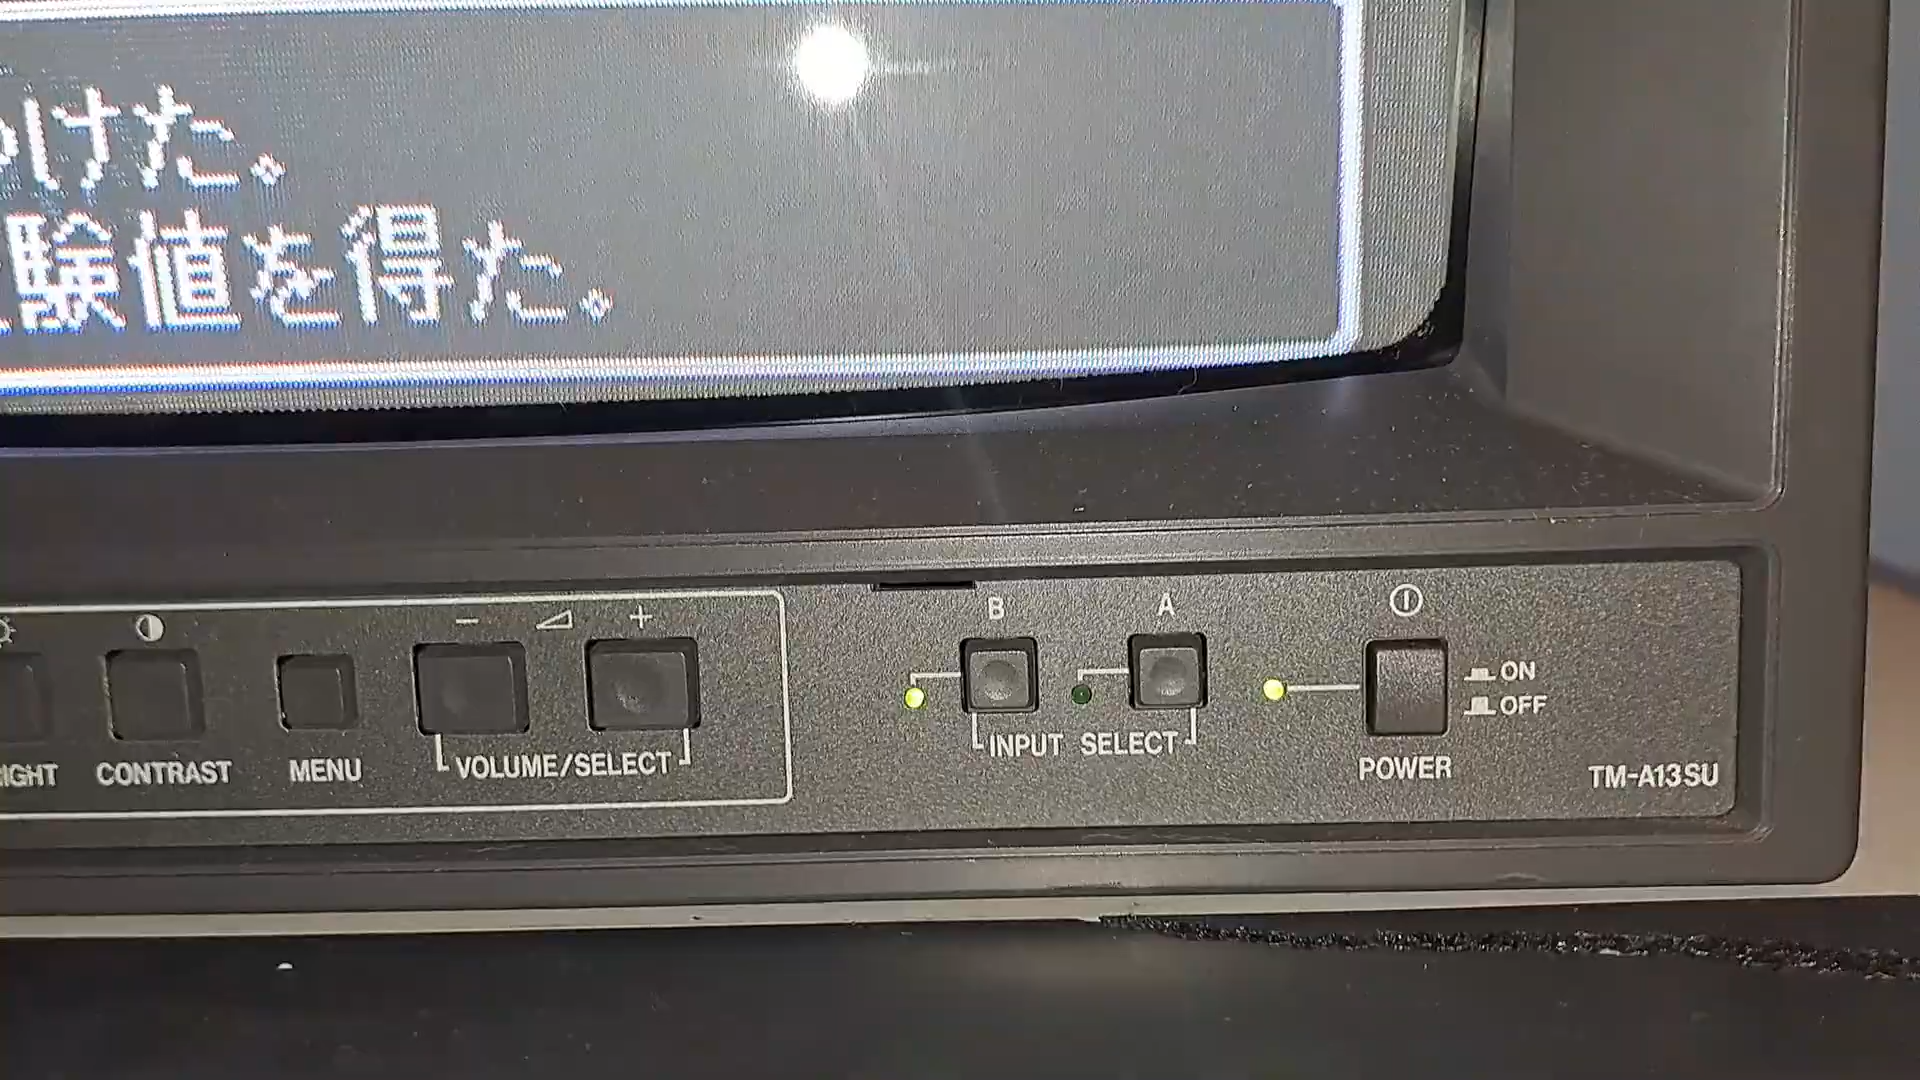 けた。
験値を得た。
B
A
ON
OFF
INPUT SELECT
POWER
CONTRAST
MENU
VOLUME/SELECT
TM-A13SU